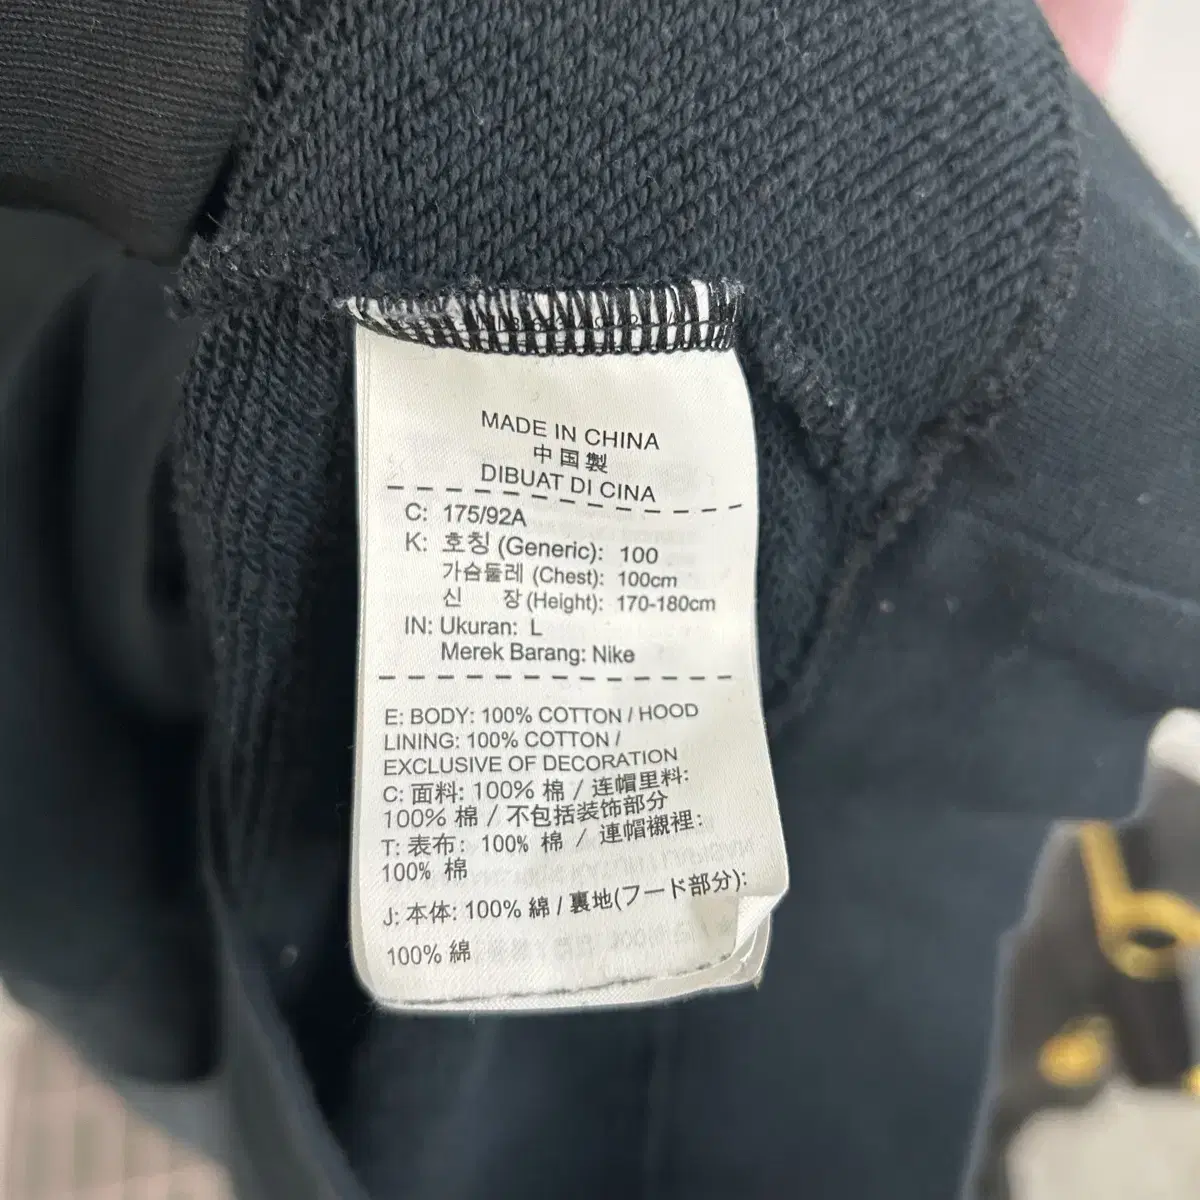 MADE IN CHINA
中国製
DIBUAT DI CINA
C: 175/92A
K: 호칭 (Generic): 100
가슴둘레 (Chest): 100cm
신 장 (Height): 170-180cm
IN: Ukuran: L
Merek Barang: Nike
E: BODY: 100% COTTON / HOOD
LINING: 100% COTTON /
EXCLUSIVE OF DECORATION
C: 面料: 100% 棉 / 连帽里料:
100% 棉 / 不包括装饰部分
T: 表布: 100% 棉 / 連帽襯裡:
100% 棉
J: 本体: 100% 綿 / 裏地(フード部分):
100% 綿